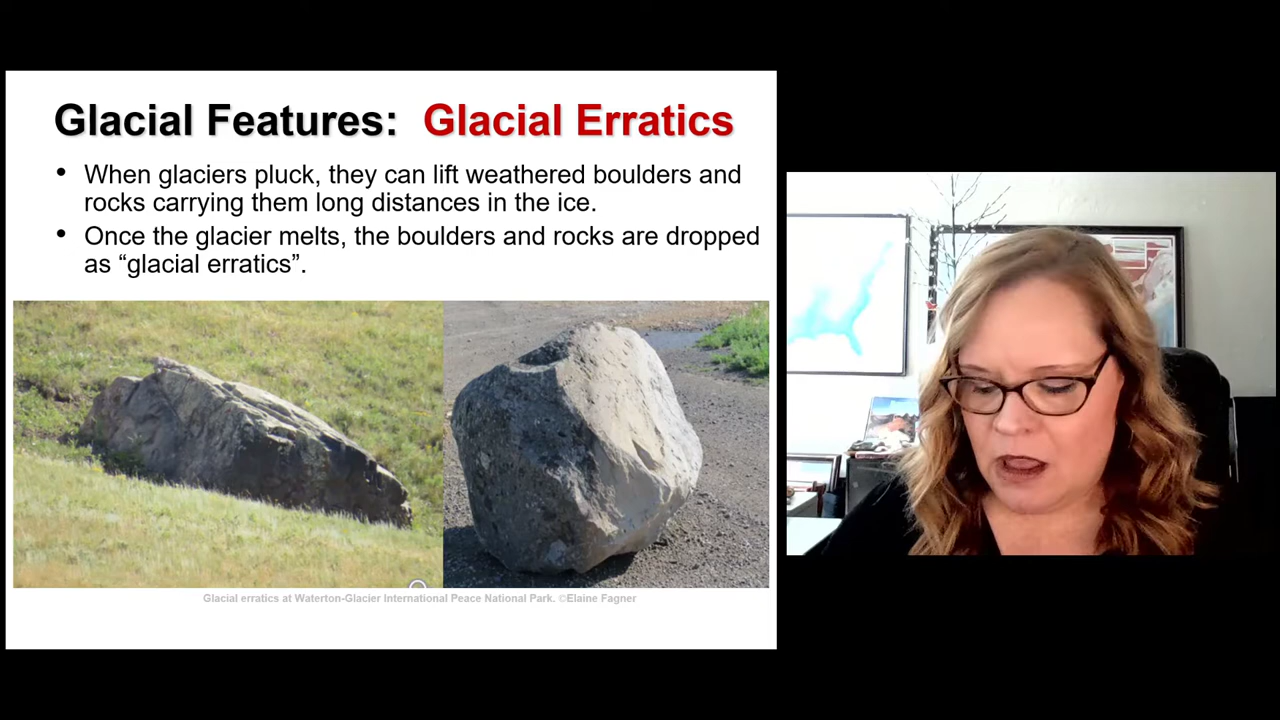 Glacial Features: Glacial Erratics
• When glaciers pluck, they can lift weathered boulders and
rocks carrying them long distances in the ice.
• Once the glacier melts, the boulders and rocks are dropped
as “glacial erratics”.
Glacial erratics at Waterton-Glacier International Peace National Park. ©Elaine Fagner